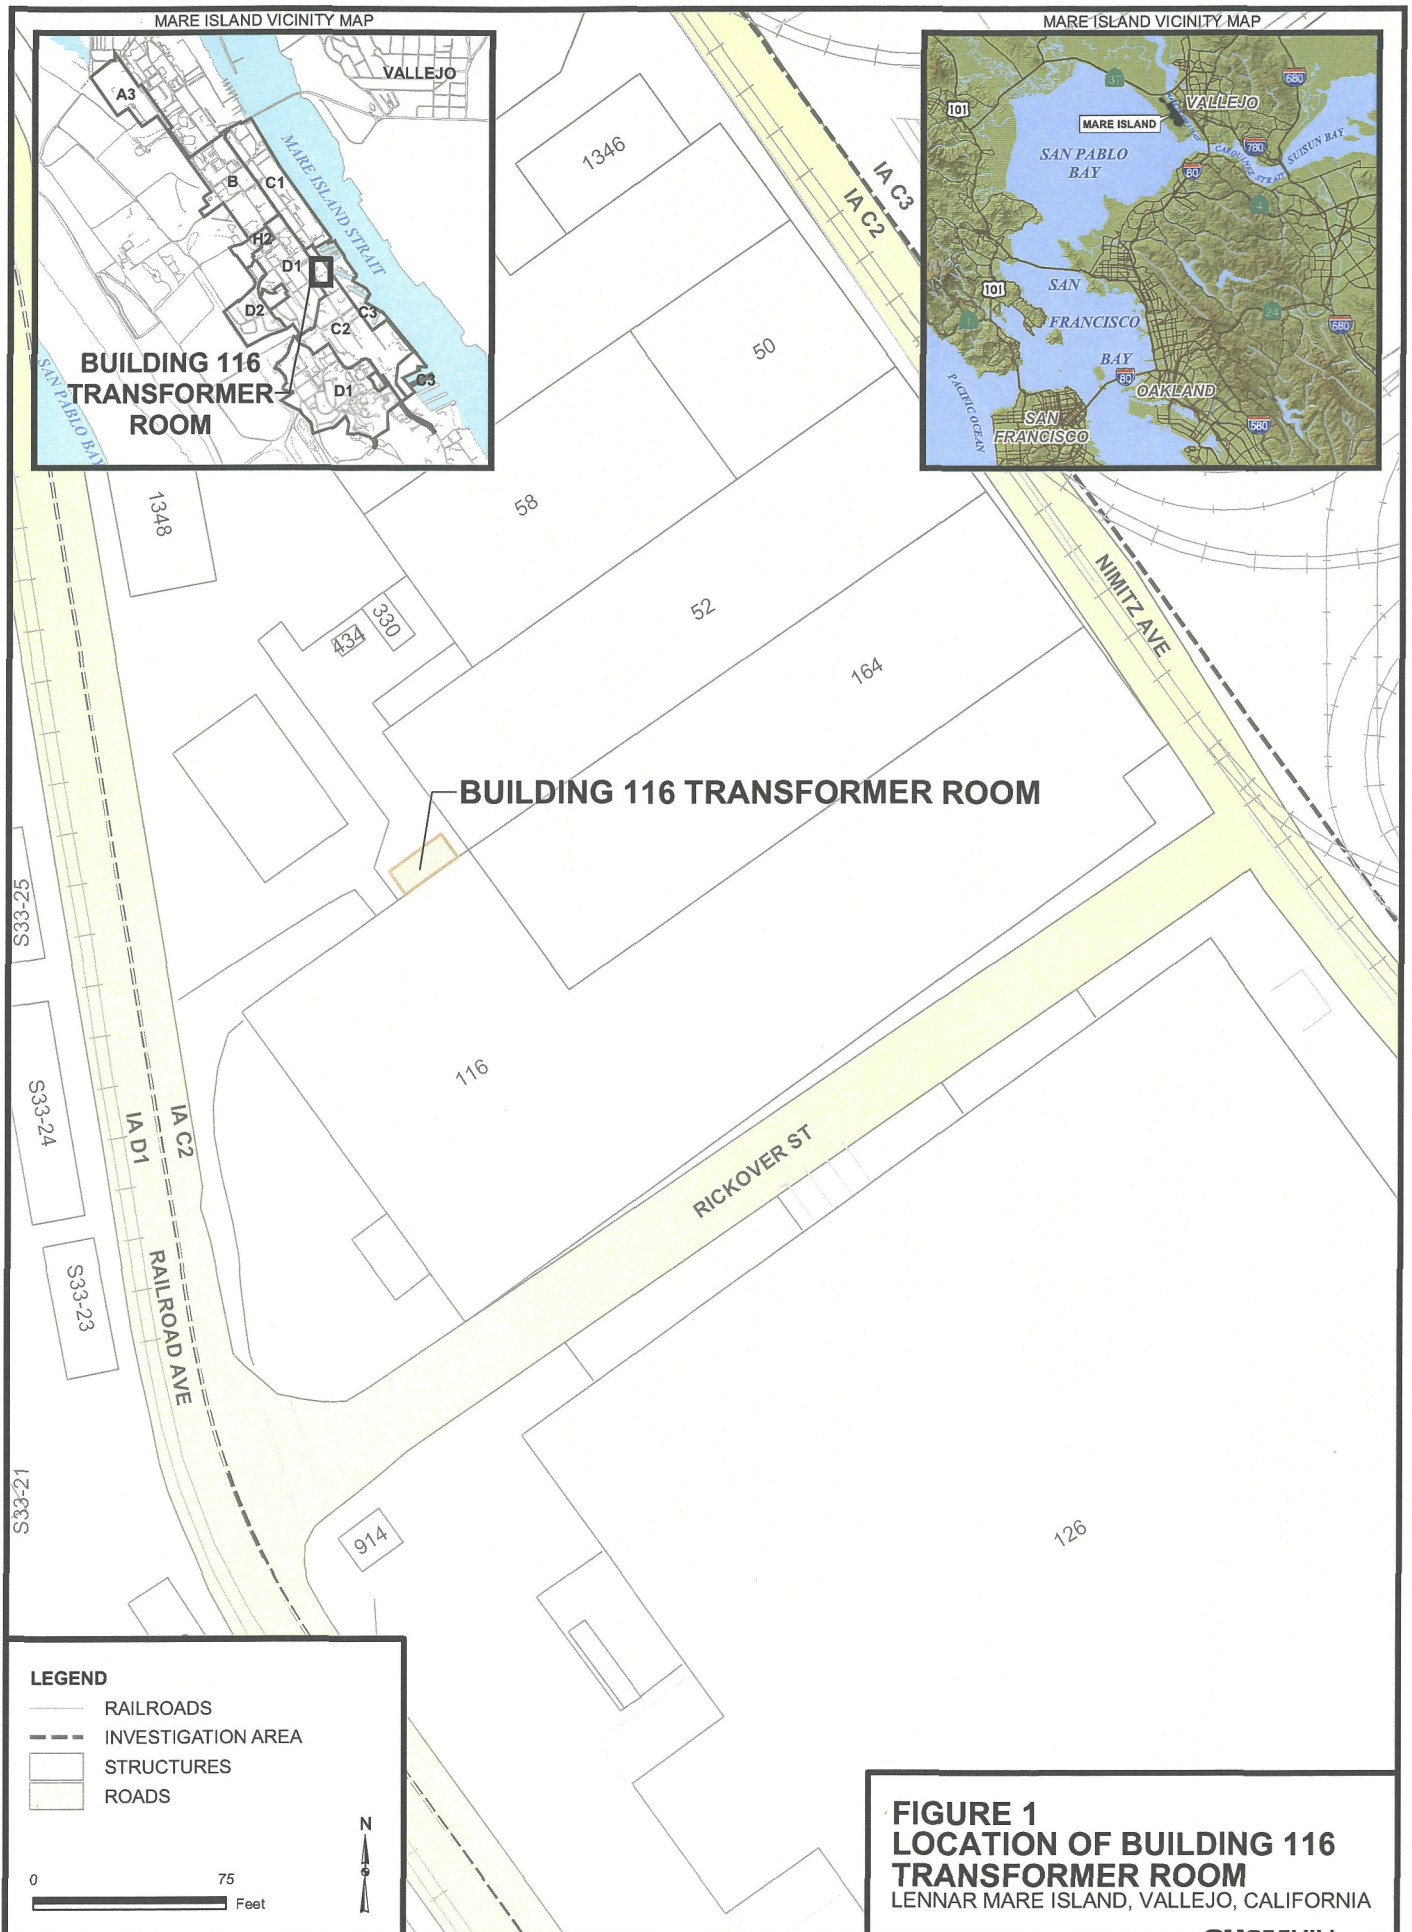 MARE ISLAND VICINITY MAP
A3
VALLEJO
MARE ISLAND STRAIT
B
C1
H2
D1
D2
C2
C3
D1
C3
BUILDING 116
TRANSFORMER
ROOM
SAN PABLO BAY
MARE ISLAND VICINITY MAP
37
101
680
VALLEJO
MARE ISLAND
SAN PABLO
BAY
780
SUISUN BAY
CARQUINEZ STRAIT
80
4
101
SAN
FRANCISCO
BAY
24
680
1
80
OAKLAND
PACIFIC OCEAN
SAN
FRANCISCO
580
1346
IA C3
IA C2
50
1348
58
52
NIMITZ AVE
330
434
164
BUILDING 116 TRANSFORMER ROOM
S33-25
116
S33-24
IA D1
IA C2
RICKOVER ST
S33-23
RAILROAD AVE
S33-21
914
126
LEGEND
RAILROADS
INVESTIGATION AREA
STRUCTURES
ROADS
N
0 75
Feet
FIGURE 1
LOCATION OF BUILDING 116
TRANSFORMER ROOM
LENNAR MARE ISLAND, VALLEJO, CALIFORNIA